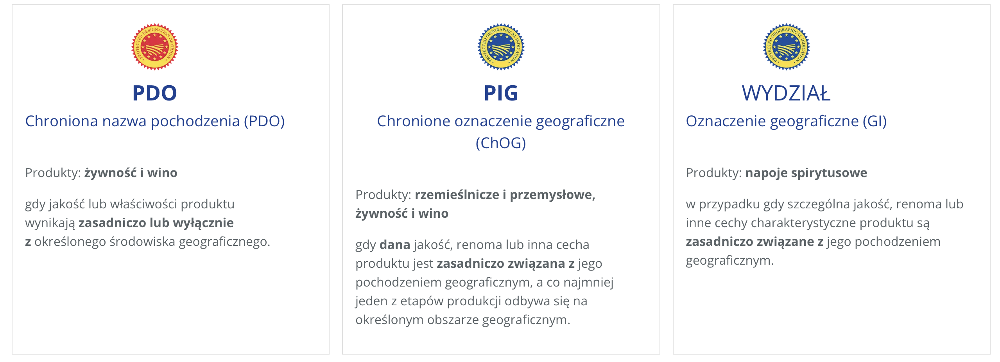 PROTECTED DESIGNATION OF ORIGIN
PDO
Chroniona nazwa pochodzenia (PDO)
Produkty: żywność i wino
gdy jakość lub właściwości produktu
wynikają zasadniczo lub wyłącznie
z określonego środowiska geograficznego.
PROTECTED GEOGRAPHICAL INDICATION
PIG
Chronione oznaczenie geograficzne
(ChOG)
Produkty: rzemieślnicze i przemysłowe,
żywność i wino
gdy dana jakość, renoma lub inna cecha
produktu jest zasadniczo związana z jego
pochodzeniem geograficznym, a co najmniej
jeden z etapów produkcji odbywa się na
określonym obszarze geograficznym.
PROTECTED GEOGRAPHICAL INDICATION
WYDZIAŁ
Oznaczenie geograficzne (GI)
Produkty: napoje spirytusowe
w przypadku gdy szczególna jakość, renoma lub
inne cechy charakterystyczne produktu są
zasadniczo związane z jego pochodzeniem
geograficznym.